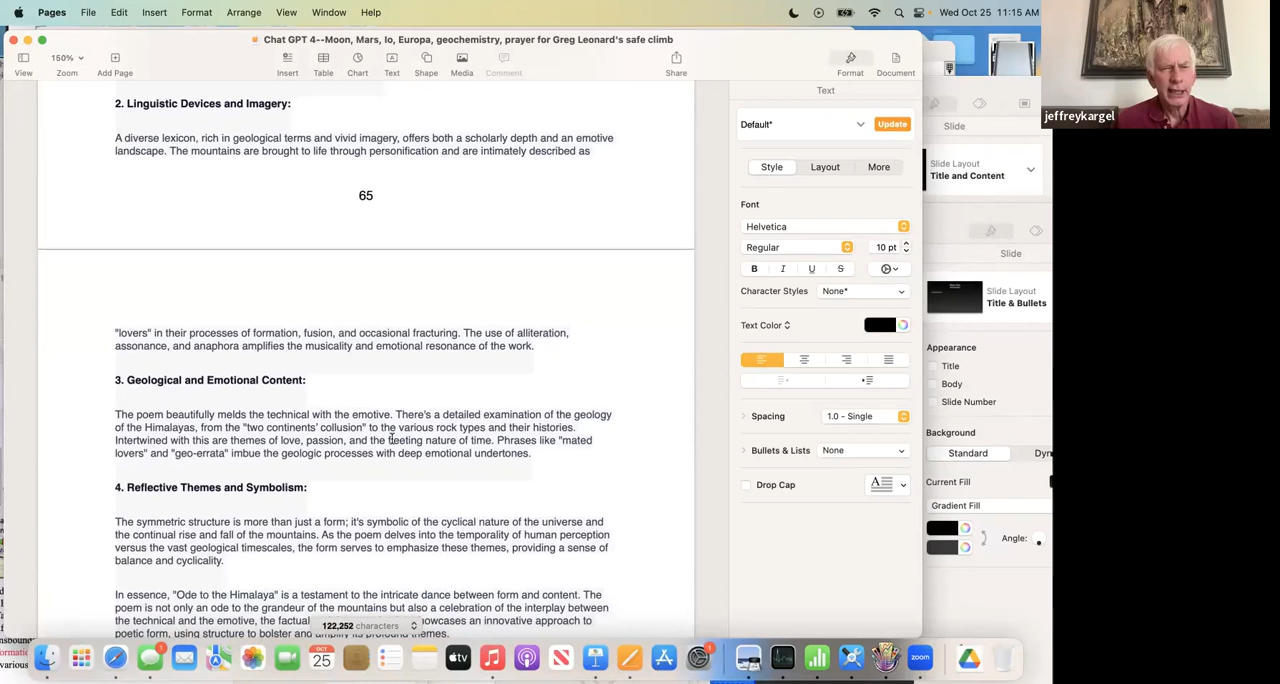 Pages File Edit Insert Format Arrange View Window Help Wed Oct 25 11:15 AM
Chat GPT 4--Moon, Mars, Io, Europa, geochemistry, prayer for Greg Leonard's safe climb
150%
View Zoom Add Page Insert Table Chart Text Shape Media Comment Share Format Document
2. Linguistic Devices and Imagery:
A diverse lexicon, rich in geological terms and vivid imagery, offers both a scholarly depth and an emotive
landscape. The mountains are brought to life through personification and are intimately described as
65
"lovers" in their processes of formation, fusion, and occasional fracturing. The use of alliteration,
assonance, and anaphora amplifies the musicality and emotional resonance of the work.
3. Geological and Emotional Content:
The poem beautifully melds the technical with the emotive. There's a detailed examination of the geology
of the Himalayas, from the "two continents' collusion" to the various rock types and their histories.
Intertwined with this are themes of love, passion, and the fleeting nature of time. Phrases like "mated
lovers" and "geo-errata" imbue the geologic processes with deep emotional undertones.
4. Reflective Themes and Symbolism:
The symmetric structure is more than just a form; it's symbolic of the cyclical nature of the universe and
the continual rise and fall of the mountains. As the poem delves into the temporality of human perception
versus the vast geological timescales, the form serves to emphasize these themes, providing a sense of
balance and cyclicality.
In essence, "Ode to the Himalaya" is a testament to the intricate dance between form and content. The
poem is not only an ode to the grandeur of the mountains but also a celebration of the interplay between
the technical and the emotive, the factual howcases an innovative approach to
poetic form, using structure to bolster and amplify its profound themes.
122,252 characters
Text
Default*
Update
Style Layout More
Font
Helvetica
Regular 10 pt
B I U S
Character Styles None*
Text Color
Spacing 1.0 - Single
Bullets & Lists None
Drop Cap
Slide
Slide Layout
Title and Content
Slide
Slide Layout
Title & Bullets
Appearance
Title
Body
Slide Number
Background
Standard Dyn
Current Fill
Gradient Fill
Angle:
jeffreykargel
OCT
25
tv
zoom
1
1
various